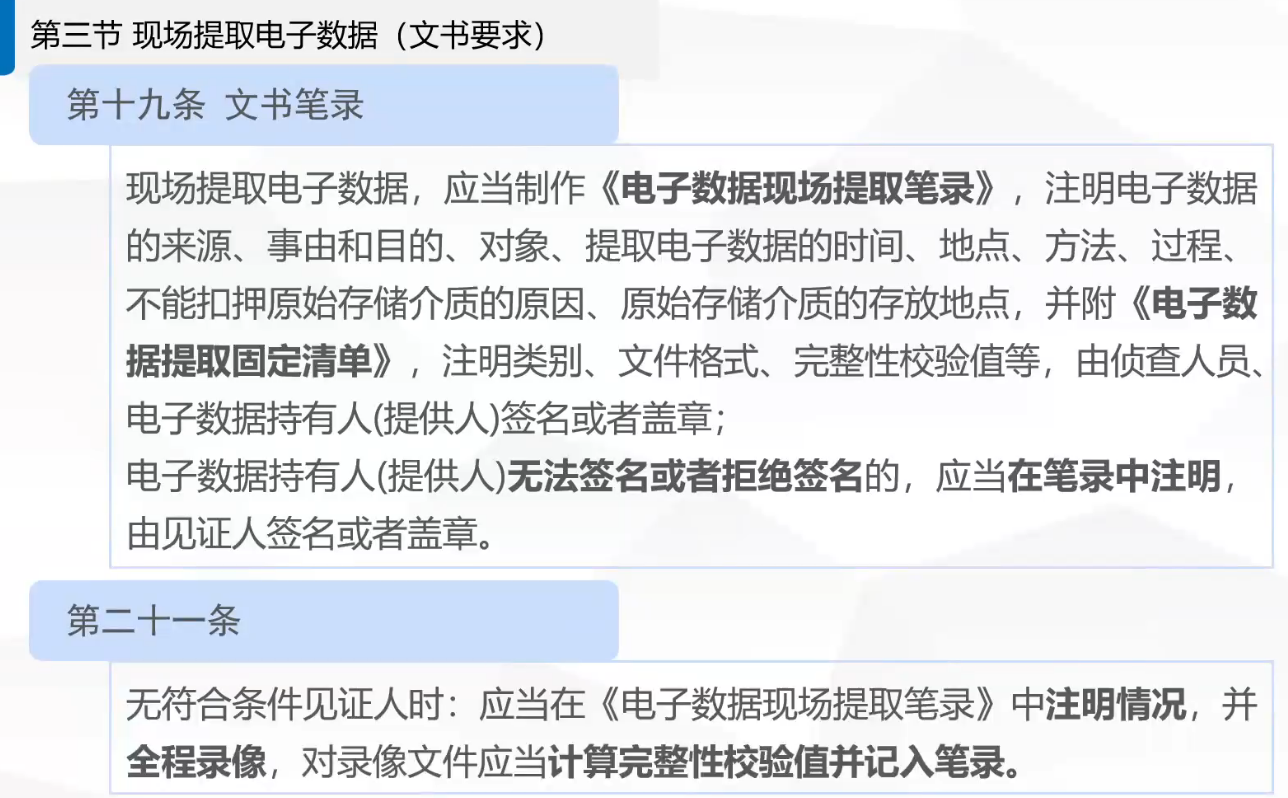 第三节 现场提取电子数据（文书要求）
第十九条 文书笔录
现场提取电子数据，应当制作《电子数据现场提取笔录》，注明电子数据
的来源、事由和目的、对象、提取电子数据的时间、地点、方法、过程、
不能扣押原始存储介质的原因、原始存储介质的存放地点，并附《电子数
据提取固定清单》，注明类别、文件格式、完整性校验值等，由侦查人员、
电子数据持有人(提供人)签名或者盖章；
电子数据持有人(提供人)无法签名或者拒绝签名的，应当在笔录中注明，
由见证人签名或者盖章。
第二十一条
无符合条件见证人时：应当在《电子数据现场提取笔录》中注明情况，并
全程录像，对录像文件应当计算完整性校验值并记入笔录。